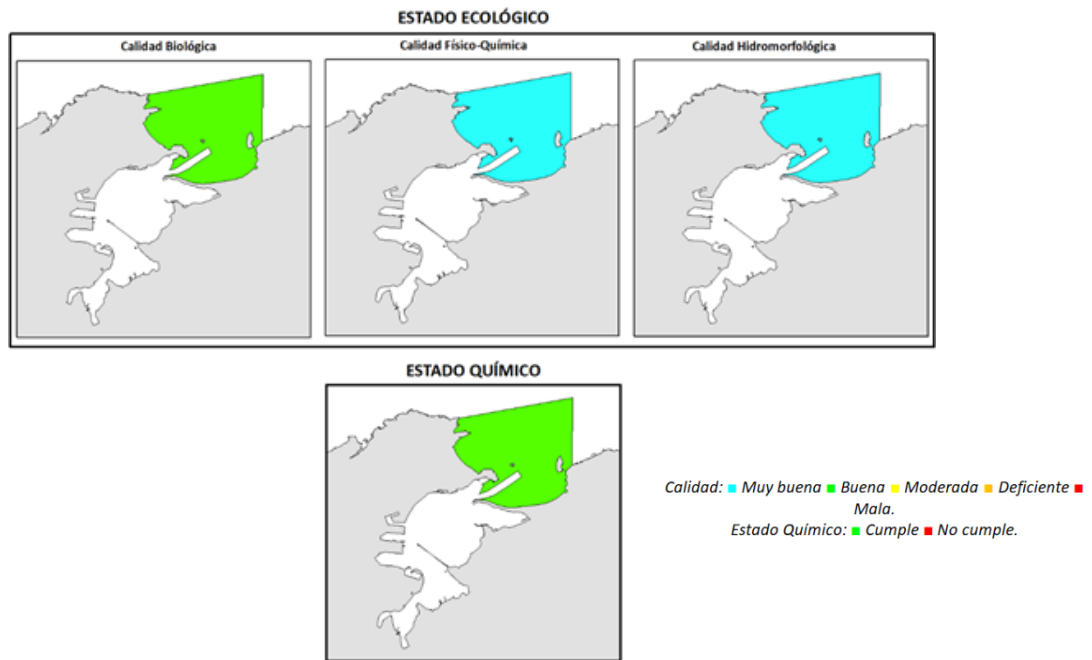 ESTADO ECOLÓGICO
Calidad Biológica
Calidad Físico-Química
Calidad Hidromorfológica
ESTADO QUÍMICO
Calidad: Muy buena Buena Moderada Deficiente
Mala.
Estado Químico: Cumple No cumple.